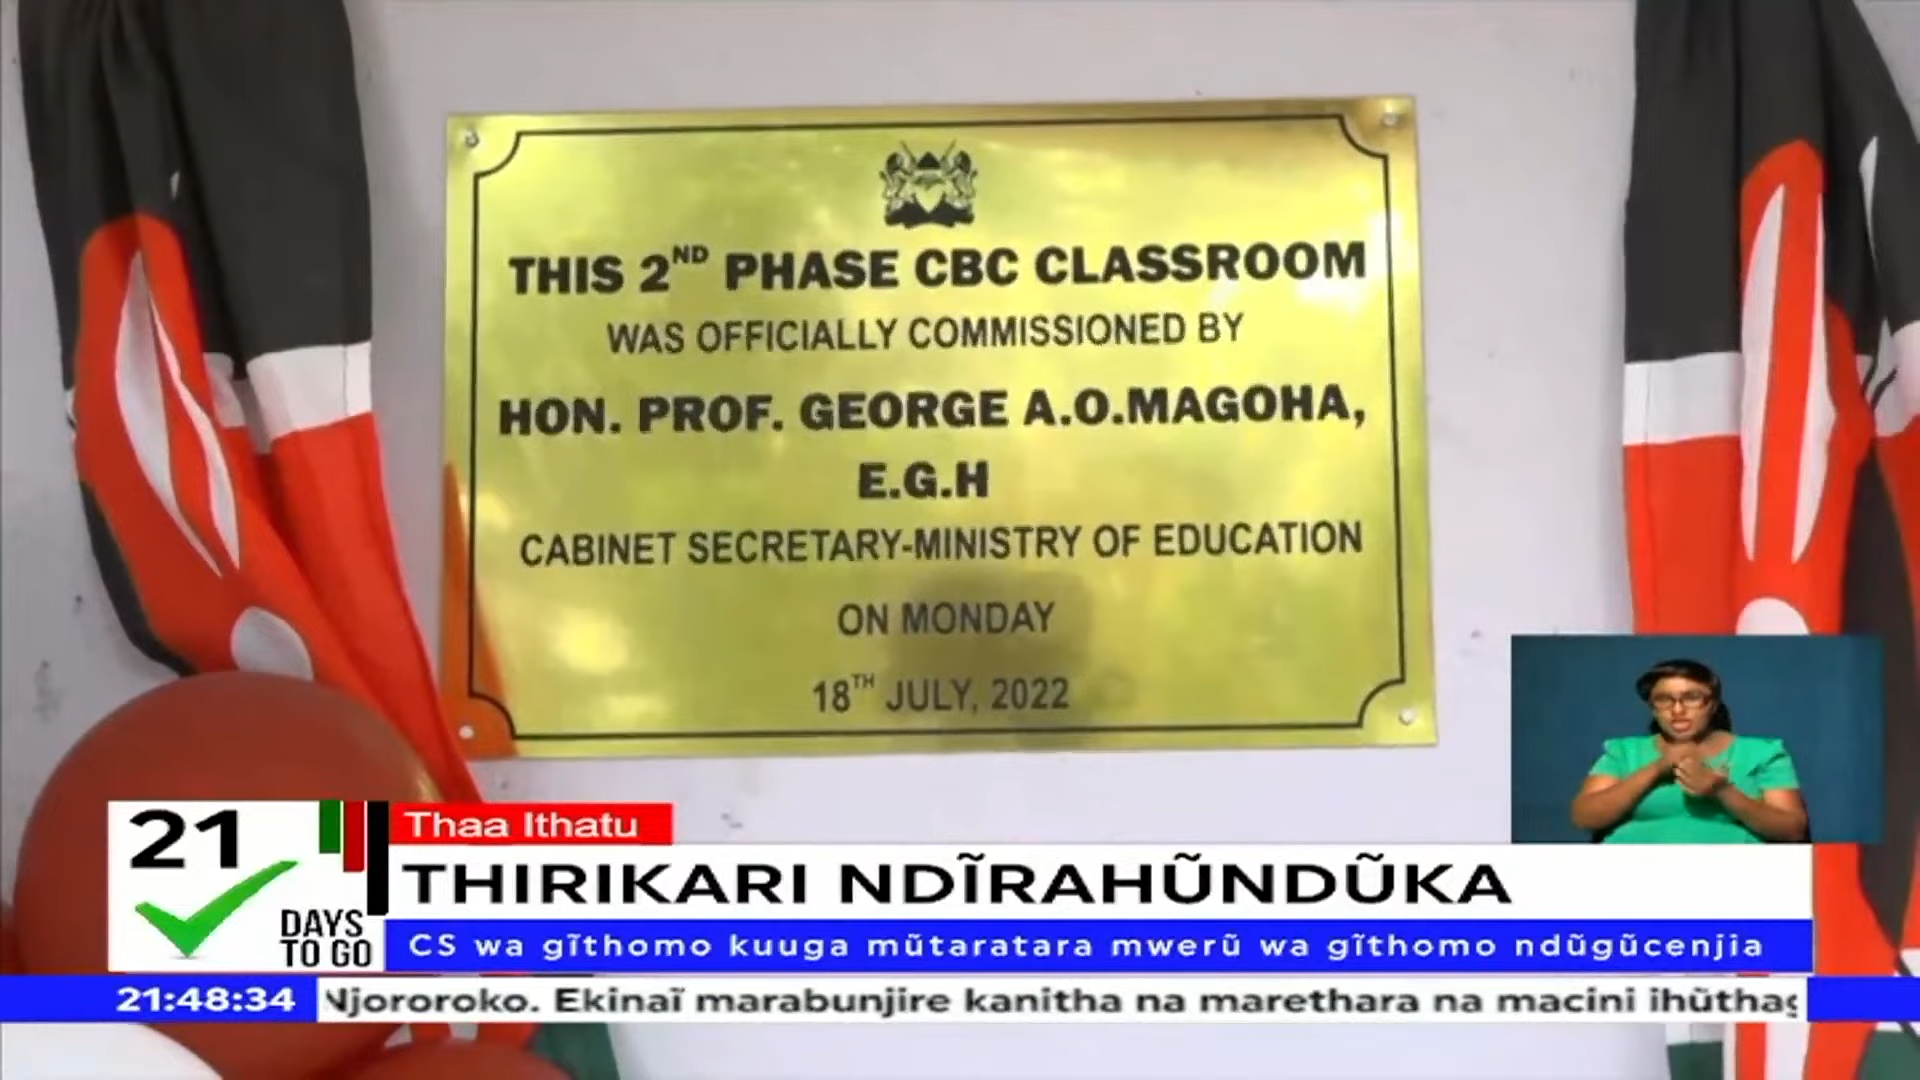 THIS 2ND PHASE CBC CLASSROOM
WAS OFFICIALLY COMMISSIONED BY
HON. PROF. GEORGE A.O.MAGOHA,
E.G.H
CABINET SECRETARY-MINISTRY OF EDUCATION
ON MONDAY
18TH JULY, 2022
21
DAYS
TO GO
Thaa Ithatu
THIRIKARI NDĨRAHŨNDŨKA
CS wa gĩthomo kuuga mũtaratara mwerũ wa gĩthomo ndũgũcenjia
21:48:34
Njororoko. Ekinaĩ marabunjire kanitha na marethara na macini